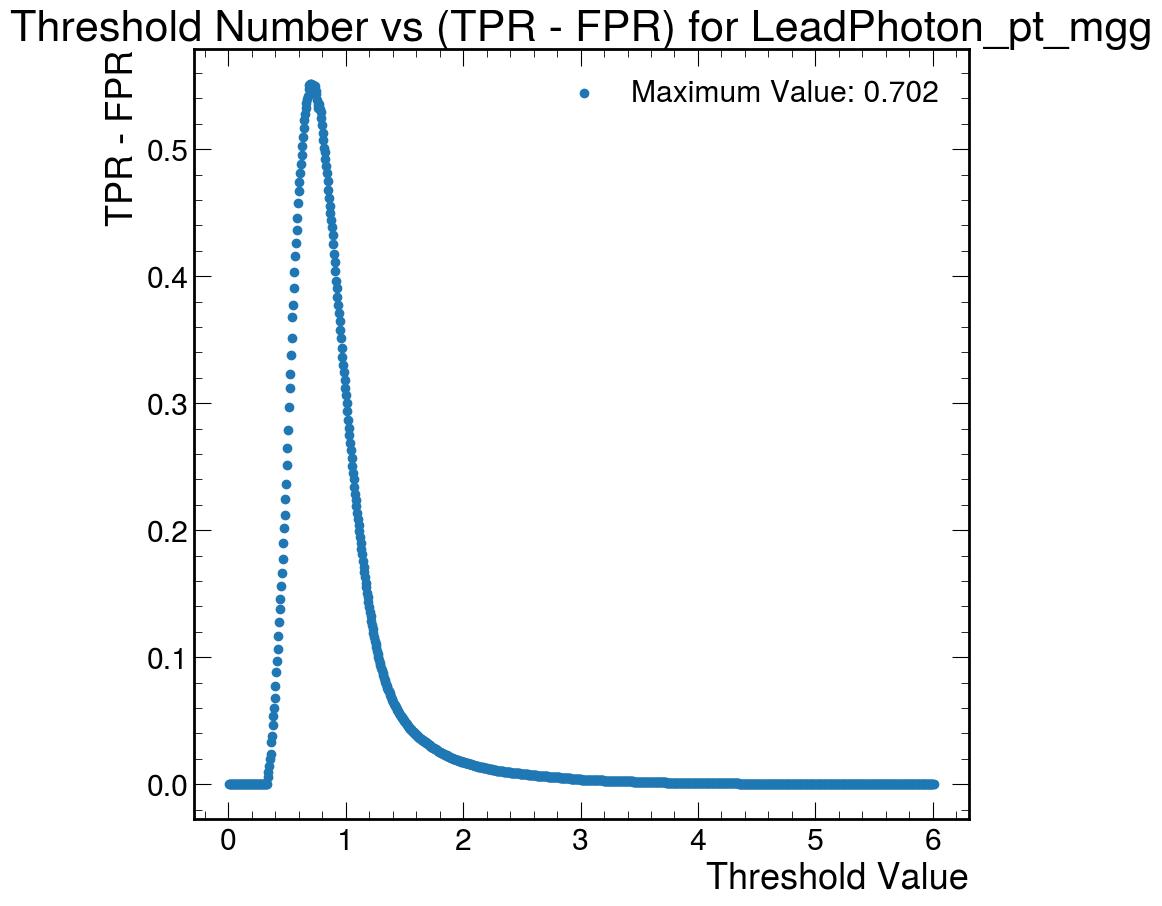 Threshold Number vs (TPR - FPR) for LeadPhoton_pt_mgg
TPR - FPR
Maximum Value: 0.702
0.5
0.4
0.3
0.2
0.1
0.0
0 1 2 3 4 5 6
Threshold Value